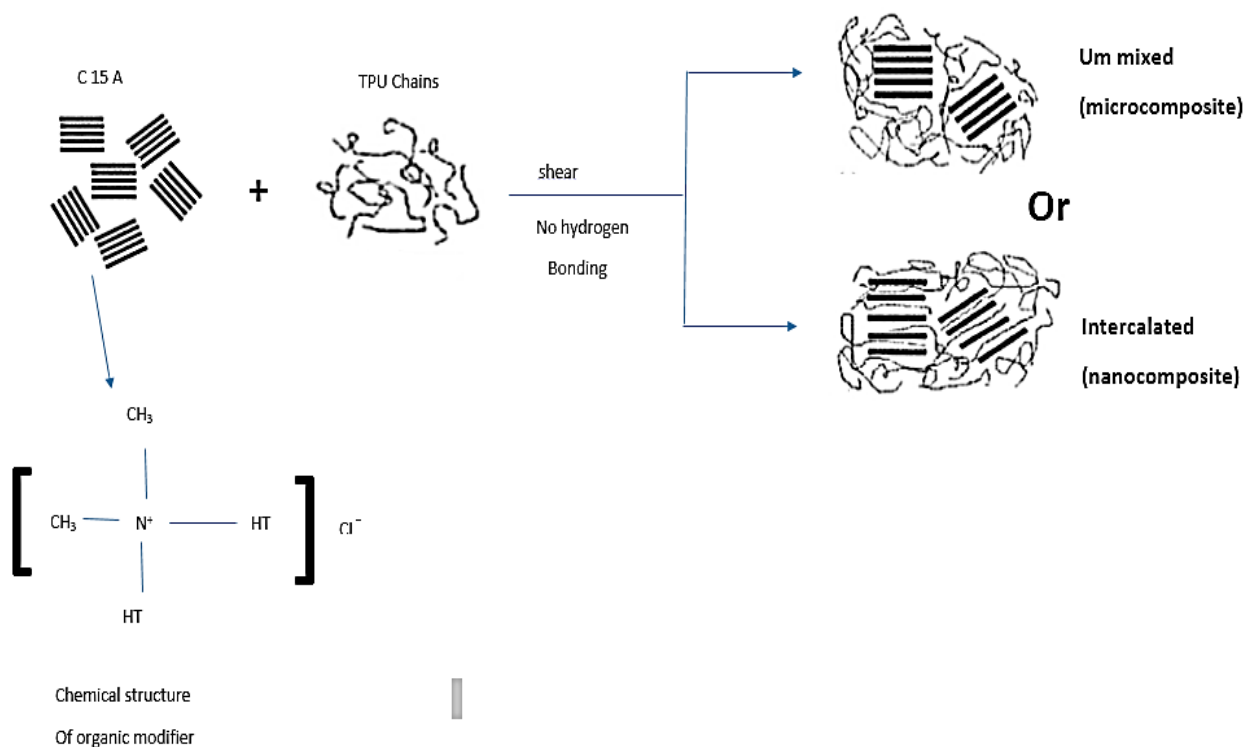 C 15 A
TPU Chains
+
shear
No hydrogen
Bonding
Um mixed
(microcomposite)
Or
Intercalated
(nanocomposite)
CH₃
[ CH₃ N⁺ HT ] CL⁻
HT
Chemical structure
Of organic modifier